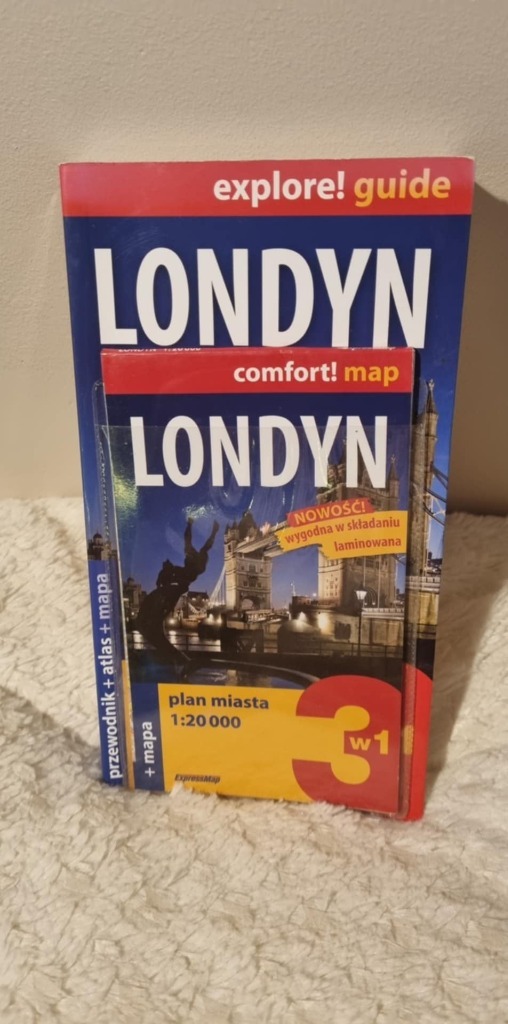 explore! guide
LONDYN
comfort! map
LONDYN
NOWOŚĆ!
wygodna w składaniu
laminowana
przewodnik + atlas + mapa
+ mapa
plan miasta
1:20 000
3 w 1
ExpressMap